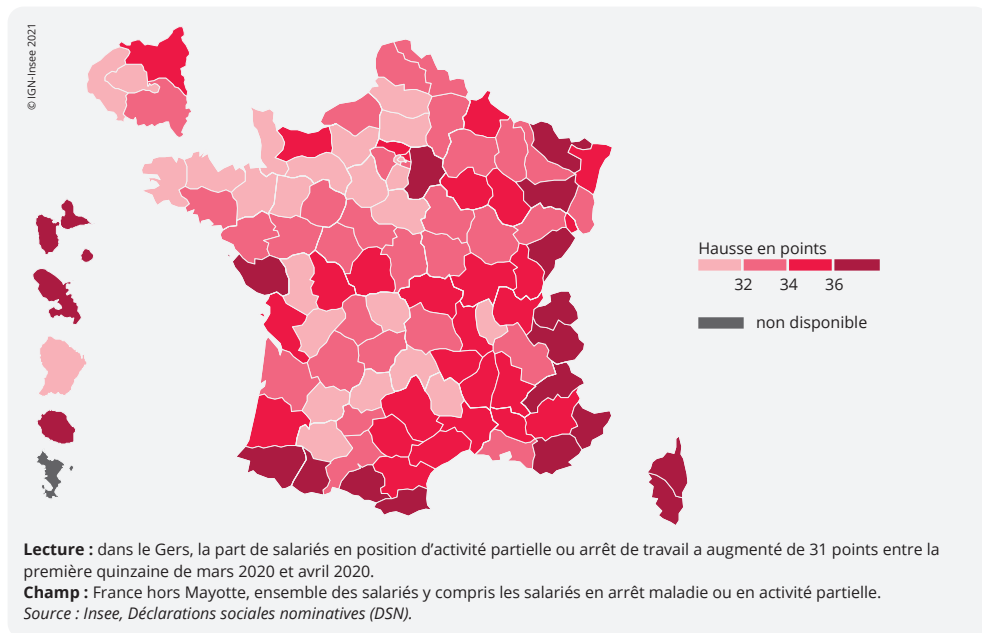 © IGN-Insee 2021
Hausse en points
32 34 36
non disponible
Lecture : dans le Gers, la part de salariés en position d'activité partielle ou arrêt de travail a augmenté de 31 points entre la
première quinzaine de mars 2020 et avril 2020.
Champ : France hors Mayotte, ensemble des salariés y compris les salariés en arrêt maladie ou en activité partielle.
Source : Insee, Déclarations sociales nominatives (DSN).